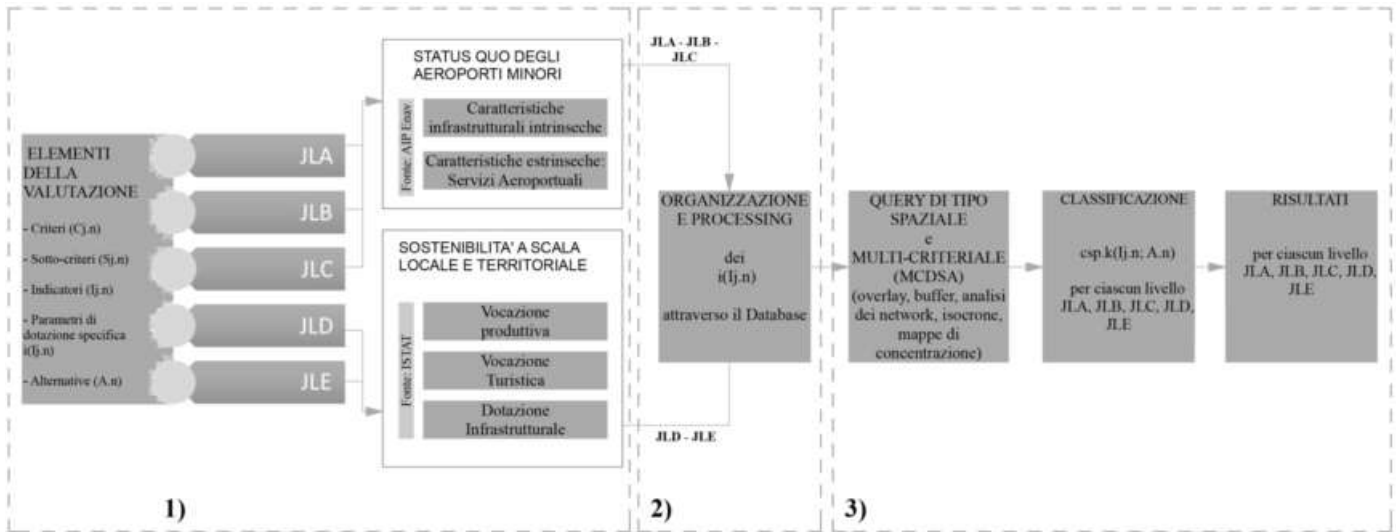 ELEMENTI
DELLA
VALUTAZIONE
- Criteri (Cj.n)
- Sotto-criteri (Sj.n)
- Indicatori (Ij.n)
- Parametri di
dotazione specifica
i(Ij.n)
- Alternative (A.n)
JLA
JLB
JLC
JLD
JLE
STATUS QUO DEGLI
AEROPORTI MINORI
Fonte: AIP Enav
Caratteristiche
infrastrutturali intrinseche
Caratteristiche estrinseche:
Servizi Aeroportuali
SOSTENIBILITA' A SCALA
LOCALE E TERRITORIALE
Fonte: ISTAT
Vocazione
produttiva
Vocazione
Turistica
Dotazione
Infrastrutturale
1)
JLA - JLB -
JLC
ORGANIZZAZIONE
E PROCESSING
dei
i(Ij.n)
attraverso il Database
JLD - JLE
2)
QUERY DI TIPO
SPAZIALE
e
MULTI-CRITERIALE
(MCDSA)
(overlay, buffer, analisi
dei network, isocrone,
mappe di
concentrazione)
CLASSIFICAZIONE
csp.k(Ij.n; A.n)
per ciascun livello
JLA, JLB, JLC, JLD,
JLE
RISULTATI
per ciascun livello
JLA, JLB, JLC, JLD,
JLE
3)